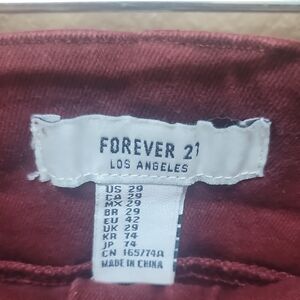 FOREVER 21
LOS ANGELES
US 29
CA 29
MX 29
BR 29
EU 42
UK 29
KR 74
JP 74
CN 165/74A
MADE IN CHINA